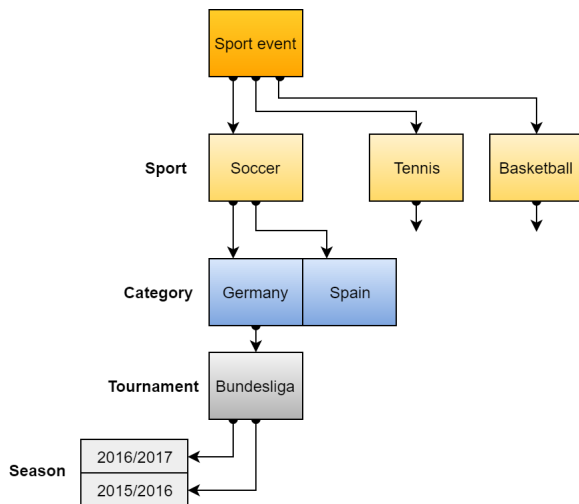 Sport event
Sport
Soccer
Tennis
Basketball
Category
Germany
Spain
Tournament
Bundesliga
Season
2016/2017
2015/2016